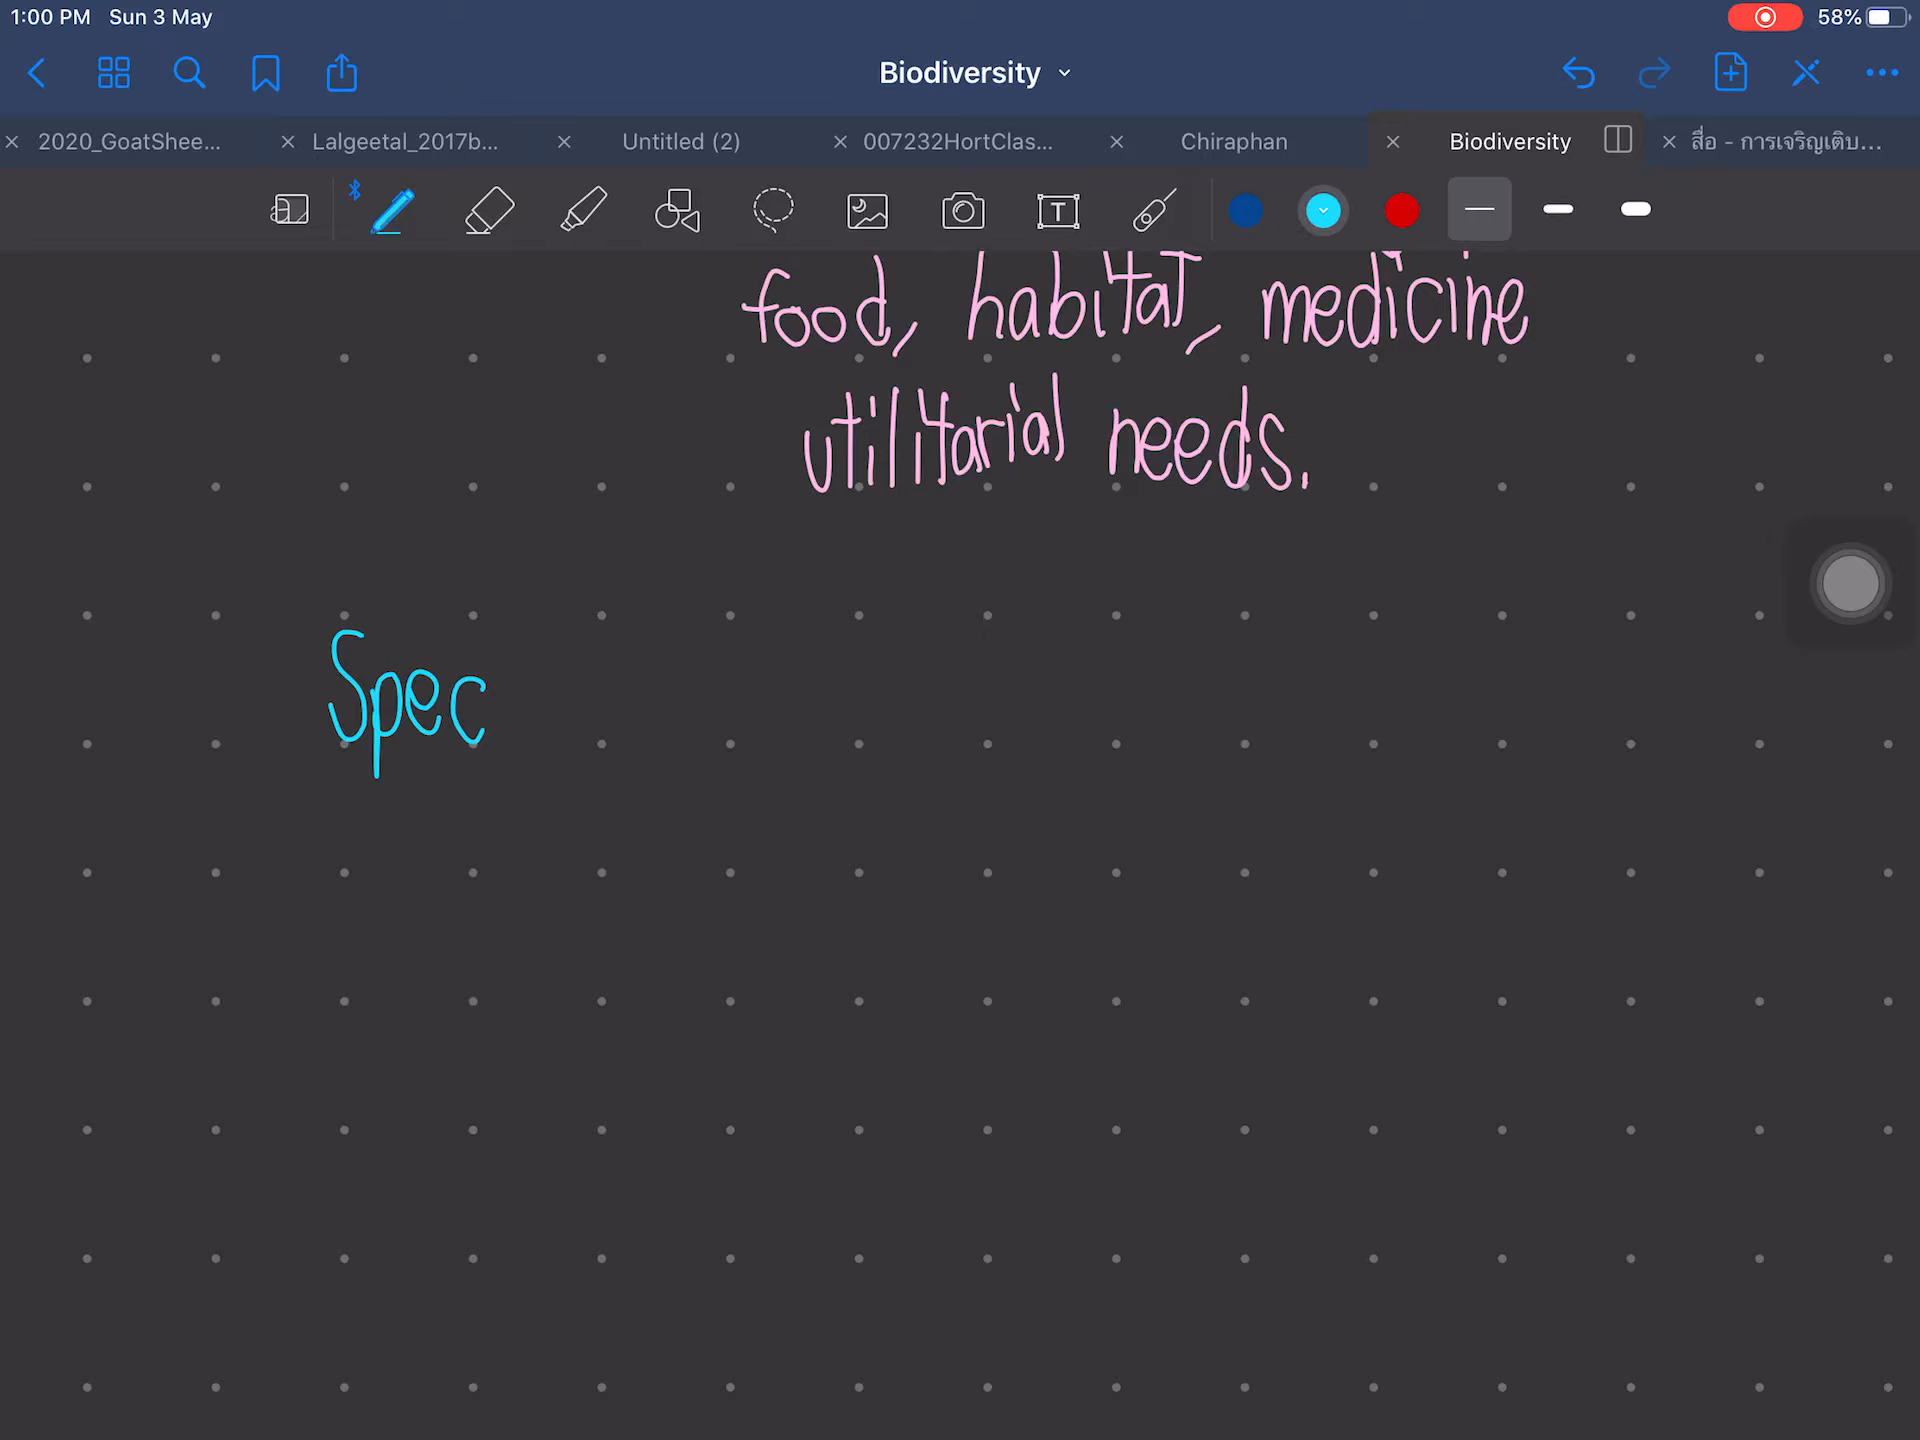 1:00 PM Sun 3 May 58%
Biodiversity
2020_GoatShee... Lalgeetal_2017b... Untitled (2) 007232HortClas... Chiraphan Biodiversity สื่อ - การเจริญเติบ...
food, habitat, medicine
utilitarial needs.
Spec